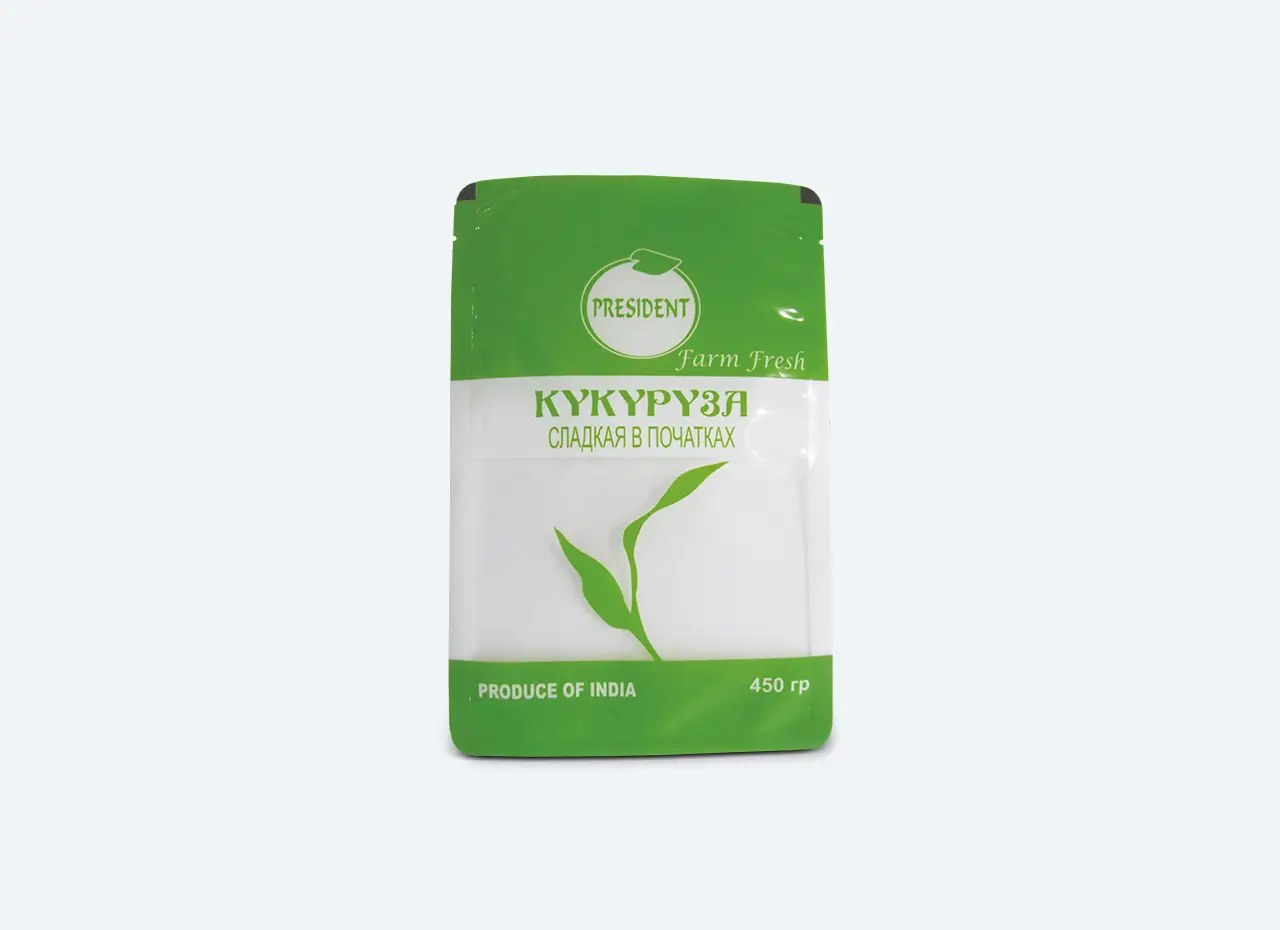 PRESIDENT
Farm Fresh
КУКУРУЗА
СЛАДКАЯ В ПОЧАТКАХ
PRODUCE OF INDIA
450 гр